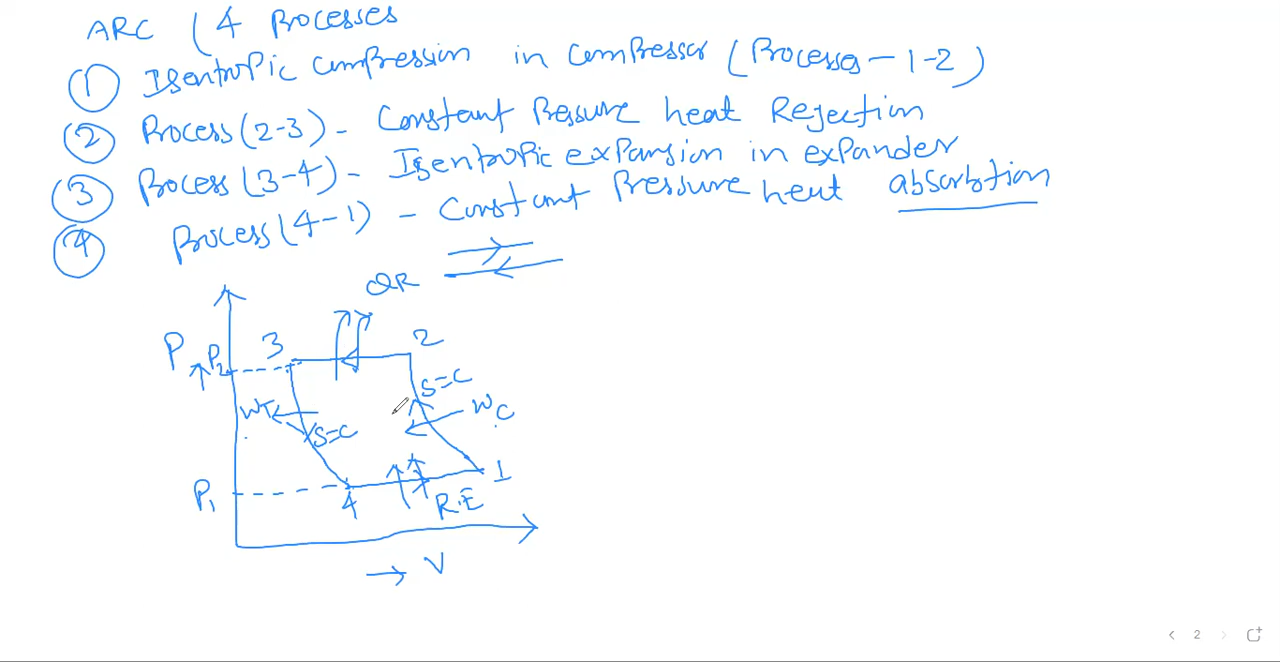 ARC ( 4 Processes
① Isentropic compression in compressor (Processes - 1-2)
② Process (2-3) - Constant Pressure heat Rejection
③ Process (3-4) - Isentropic expansion in expander
④ Process (4-1) - Constant Pressure heat absorbtion
QR
P
P2
3
2
S=C
WT
S=C
WC
P1
4
R.E
1
→ V
2